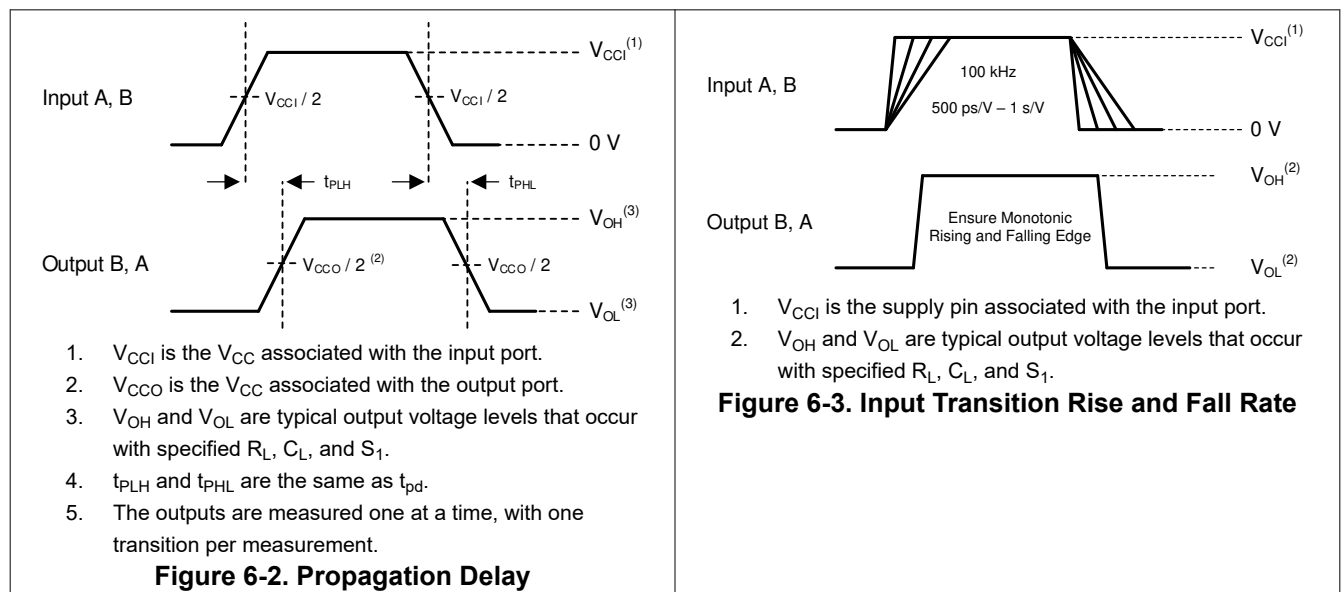 V_CCI^(1)
Input A, B
V_CCI / 2
V_CCI / 2
0 V
t_PLH
t_PHL
V_OH^(3)
Output B, A
V_CCO / 2 ^(2)
V_CCO / 2
V_OL^(3)
1. V_CCI is the V_CC associated with the input port.
2. V_CCO is the V_CC associated with the output port.
3. V_OH and V_OL are typical output voltage levels that occur
with specified R_L, C_L, and S_1.
4. t_PLH and t_PHL are the same as t_pd.
5. The outputs are measured one at a time, with one
transition per measurement.
Figure 6-2. Propagation Delay
V_CCI^(1)
Input A, B
100 kHz
500 ps/V – 1 s/V
0 V
V_OH^(2)
Output B, A
Ensure Monotonic
Rising and Falling Edge
V_OL^(2)
1. V_CCI is the supply pin associated with the input port.
2. V_OH and V_OL are typical output voltage levels that occur
with specified R_L, C_L, and S_1.
Figure 6-3. Input Transition Rise and Fall Rate